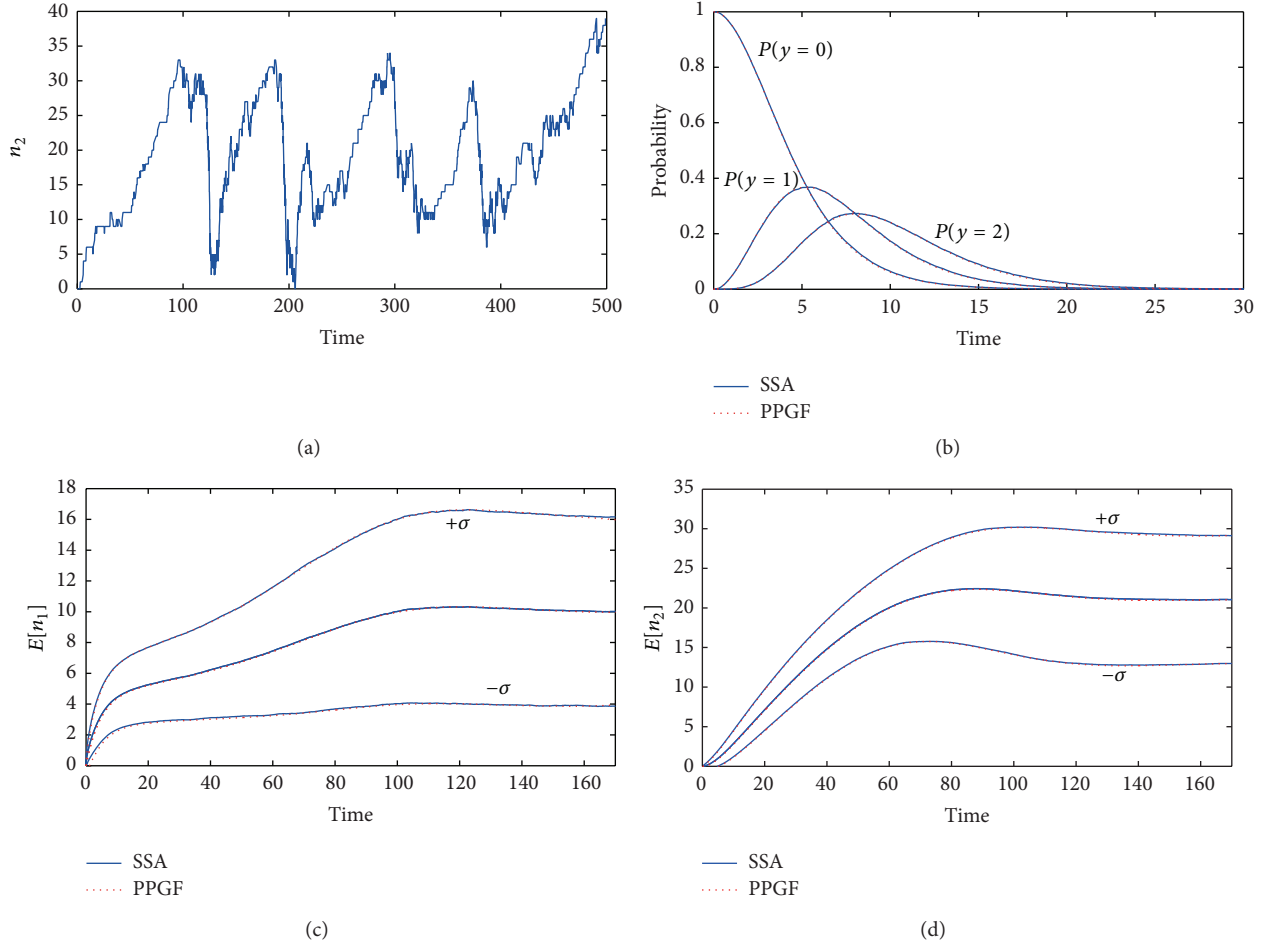 40
35
30
25
20
15
10
5
0
n₂
0
100
200
300
400
500
Time
(a)
1
0.8
0.6
0.4
0.2
0
Probability
P(y = 0)
P(y = 1)
P(y = 2)
0
5
10
15
20
25
30
Time
SSA
PPGF
(b)
18
16
14
12
10
8
6
4
2
0
E[n₁]
+σ
−σ
0
20
40
60
80
100
120
140
160
Time
SSA
PPGF
(c)
35
30
25
20
15
10
5
0
E[n₂]
+σ
−σ
0
20
40
60
80
100
120
140
160
Time
SSA
PPGF
(d)